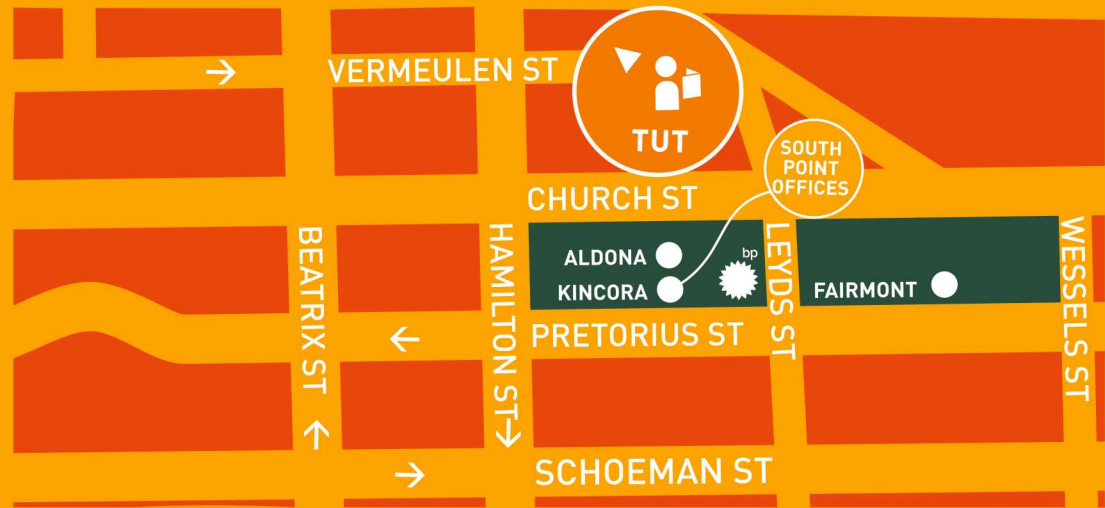 VERMEULEN ST
TUT
SOUTH
POINT
OFFICES
CHURCH ST
BEATRIX ST
HAMILTON ST
ALDONA
KINCORA
bp
LEYDS ST
FAIRMONT
WESSELS ST
PRETORIUS ST
SCHOEMAN ST